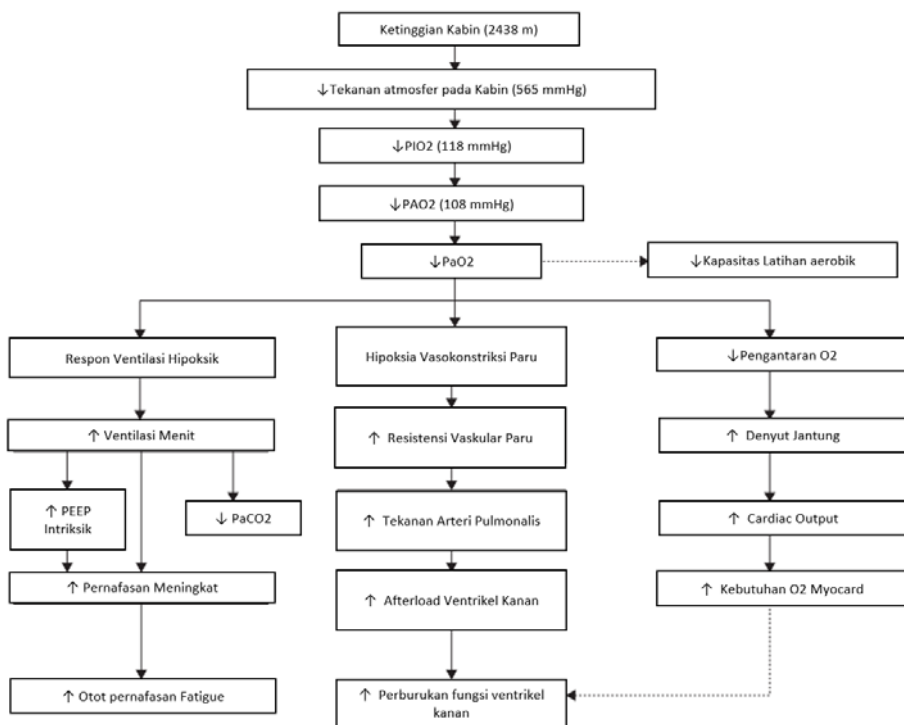 Ketinggian Kabin (2438 m)
↓Tekanan atmosfer pada Kabin (565 mmHg)
↓PIO2 (118 mmHg)
↓PAO2 (108 mmHg)
↓PaO2
↓Kapasitas Latihan aerobik
Respon Ventilasi Hipoksik
↑ Ventilasi Menit
↑ PEEP
Intriksik
↓ PaCO2
↑ Pernafasan Meningkat
↑ Otot pernafasan Fatigue
Hipoksia Vasokonstriksi Paru
↑ Resistensi Vaskular Paru
↑ Tekanan Arteri Pulmonalis
↑ Afterload Ventrikel Kanan
↑ Perburukan fungsi ventrikel
kanan
↓Pengantaran O2
↑ Denyut Jantung
↑ Cardiac Output
↑ Kebutuhan O2 Myocard